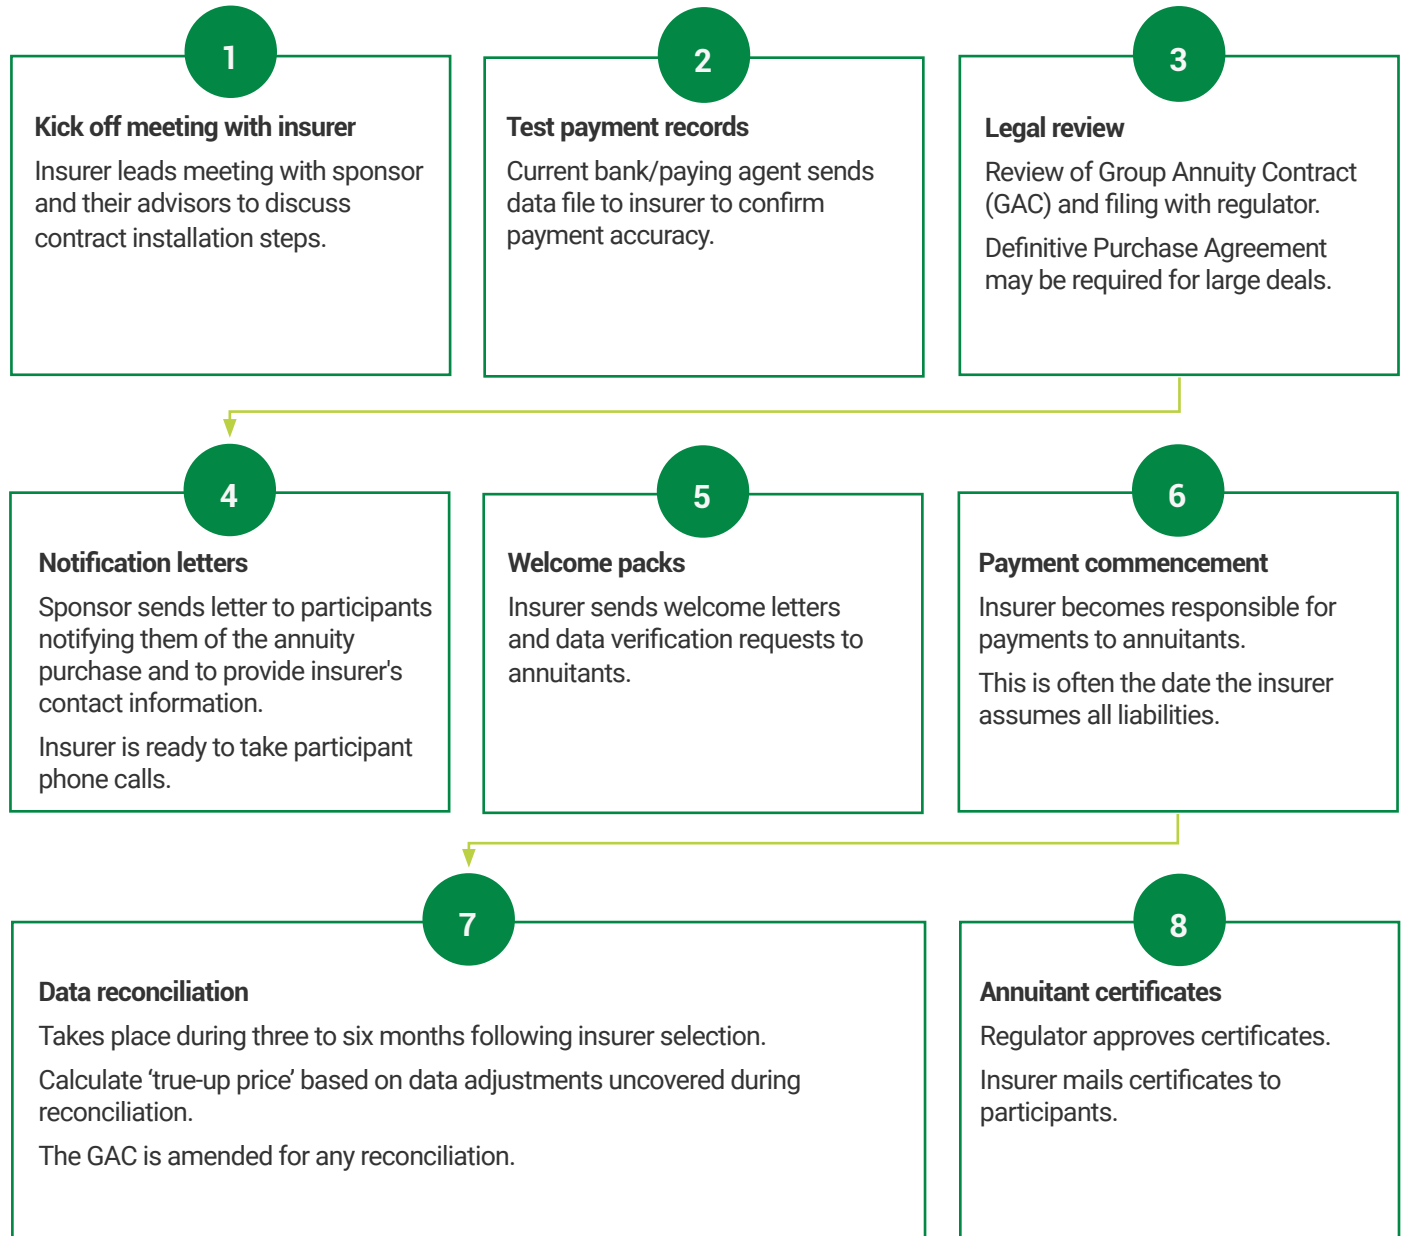 1
Kick off meeting with insurer
Insurer leads meeting with sponsor
and their advisors to discuss
contract installation steps.
2
Test payment records
Current bank/paying agent sends
data file to insurer to confirm
payment accuracy.
3
Legal review
Review of Group Annuity Contract
(GAC) and filing with regulator.
Definitive Purchase Agreement
may be required for large deals.
4
Notification letters
Sponsor sends letter to participants
notifying them of the annuity
purchase and to provide insurer's
contact information.
Insurer is ready to take participant
phone calls.
5
Welcome packs
Insurer sends welcome letters
and data verification requests to
annuitants.
6
Payment commencement
Insurer becomes responsible for
payments to annuitants.
This is often the date the insurer
assumes all liabilities.
7
Data reconciliation
Takes place during three to six months following insurer selection.
Calculate ‘true-up price’ based on data adjustments uncovered during
reconciliation.
The GAC is amended for any reconciliation.
8
Annuitant certificates
Regulator approves certificates.
Insurer mails certificates to
participants.